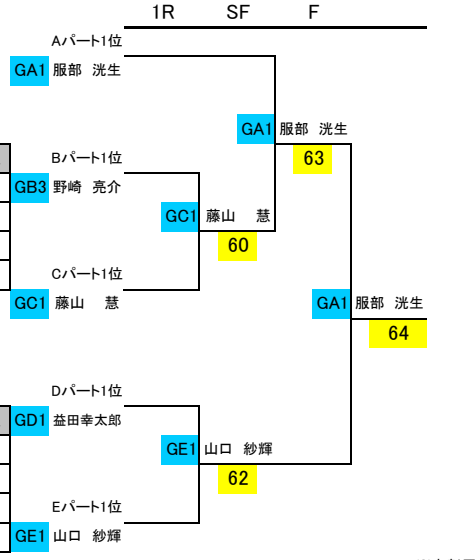 1R SF F
Aパート1位
GA1 服部 洸生
GA1 服部 洸生
63
Bパート1位
GB3 野崎 亮介
GC1 藤山 慧
60
Cパート1位
GC1 藤山 慧
GA1 服部 洸生
64
Dパート1位
GD1 益田幸太郎
GE1 山口 紗輝
62
Eパート1位
GE1 山口 紗輝